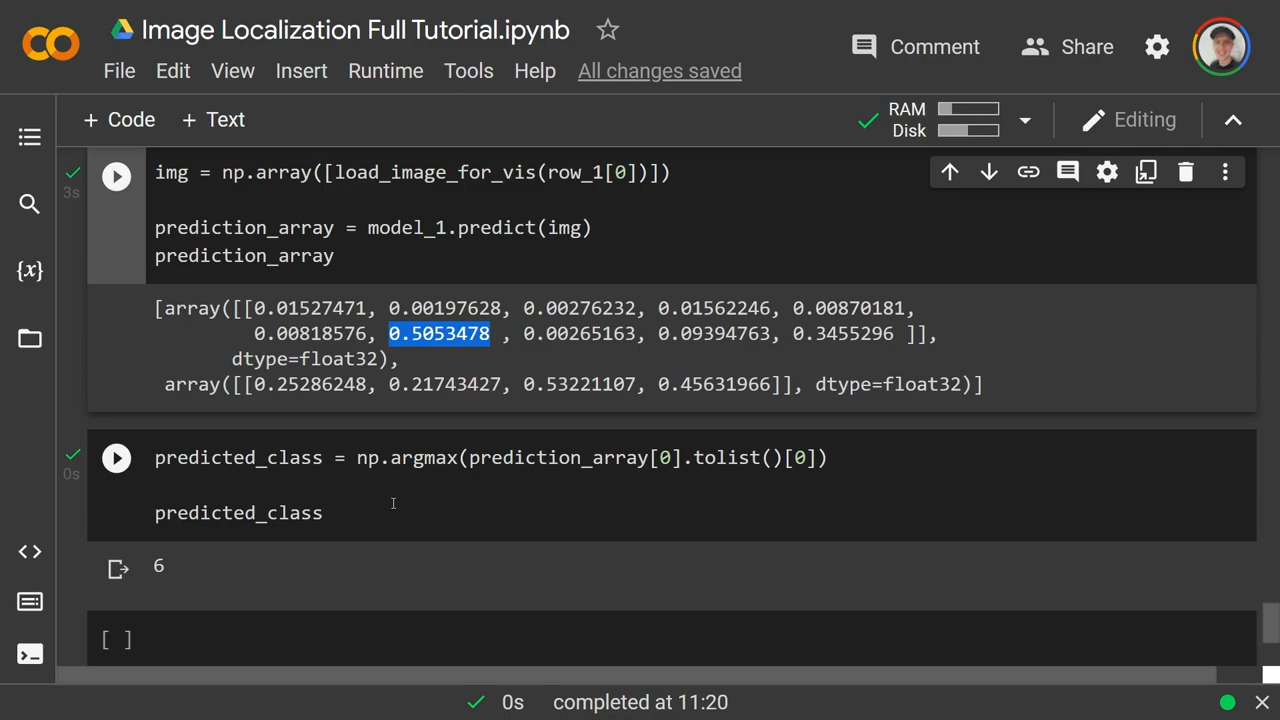 Image Localization Full Tutorial.ipynb
Comment
Share
File Edit View Insert Runtime Tools Help All changes saved
+ Code + Text
RAM
Disk
Editing
3s
img = np.array([load_image_for_vis(row_1[0])])
prediction_array = model_1.predict(img)
prediction_array
[array([[0.01527471, 0.00197628, 0.00276232, 0.01562246, 0.00870181,
0.00818576, 0.5053478 , 0.00265163, 0.09394763, 0.3455296 ]],
dtype=float32),
array([[0.25286248, 0.21743427, 0.53221107, 0.45631966]], dtype=float32)]
0s
predicted_class = np.argmax(prediction_array[0].tolist()[0])
predicted_class
6
[ ]
0s completed at 11:20